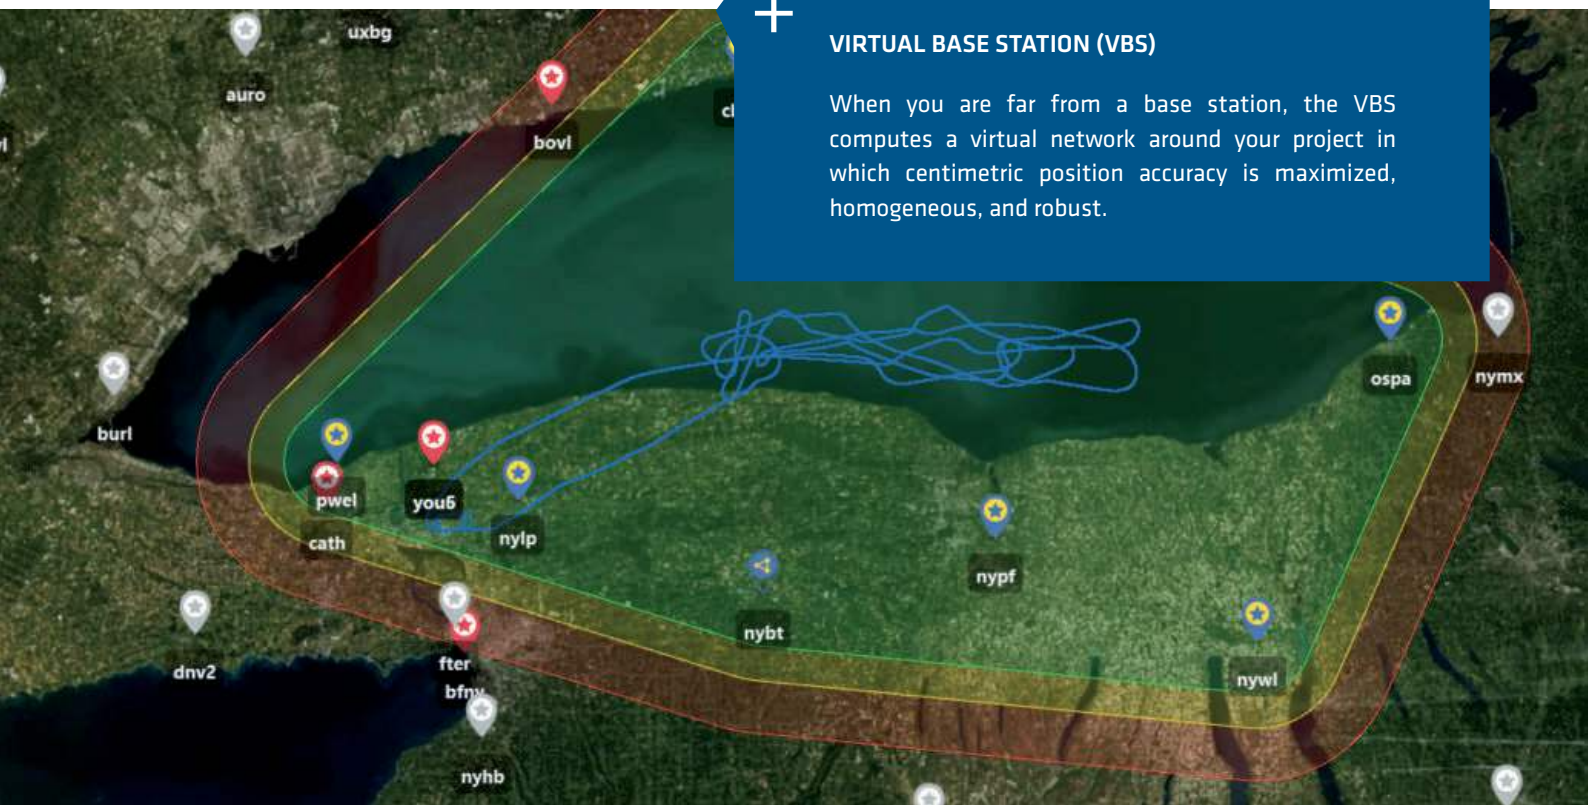 uxbg
auro
bovl
VIRTUAL BASE STATION (VBS)
When you are far from a base station, the VBS
computes a virtual network around your project in
which centimetric position accuracy is maximized,
homogeneous, and robust.
ospa
nymx
burl
pwel
you6
cath
nylp
nypf
nybt
fter
dnv2
bfny
nywl
nyhb